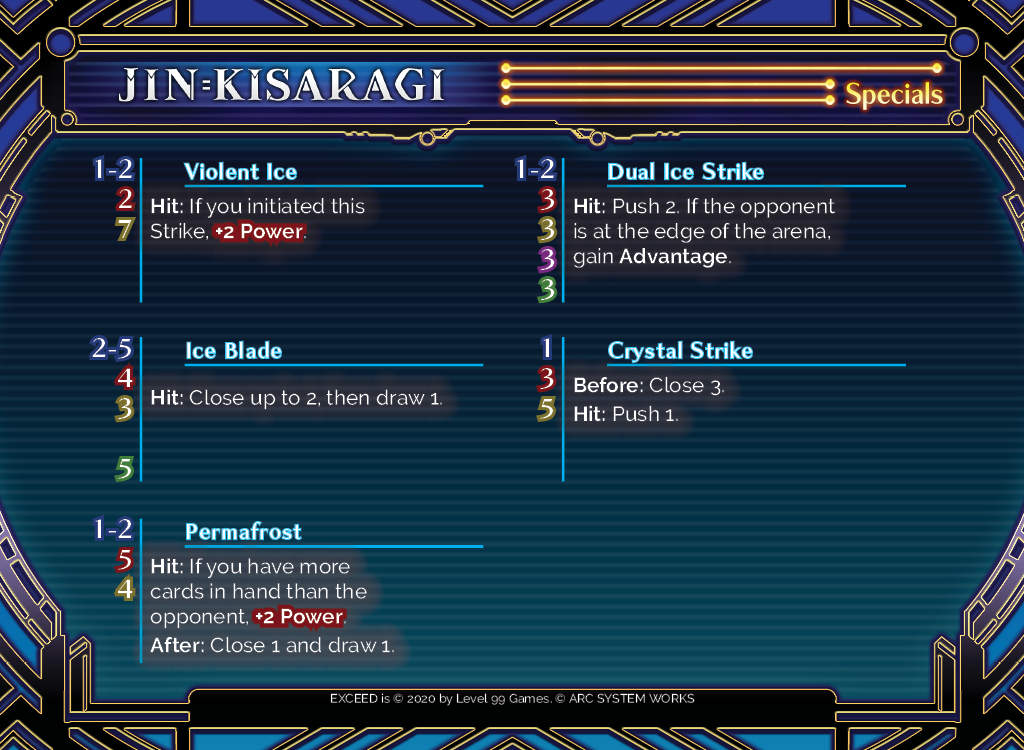 JIN=KISARAGI
Specials
1-2
2
7
Violent Ice
Hit: If you initiated this
Strike, +2 Power.
1-2
3
3
3
3
Dual Ice Strike
Hit: Push 2. If the opponent
is at the edge of the arena,
gain Advantage.
2-5
4
3
5
Ice Blade
Hit: Close up to 2, then draw 1.
1
3
5
Crystal Strike
Before: Close 3.
Hit: Push 1.
1-2
5
4
Permafrost
Hit: If you have more
cards in hand than the
opponent, +2 Power.
After: Close 1 and draw 1.
EXCEED is © 2020 by Level 99 Games. © ARC SYSTEM WORKS